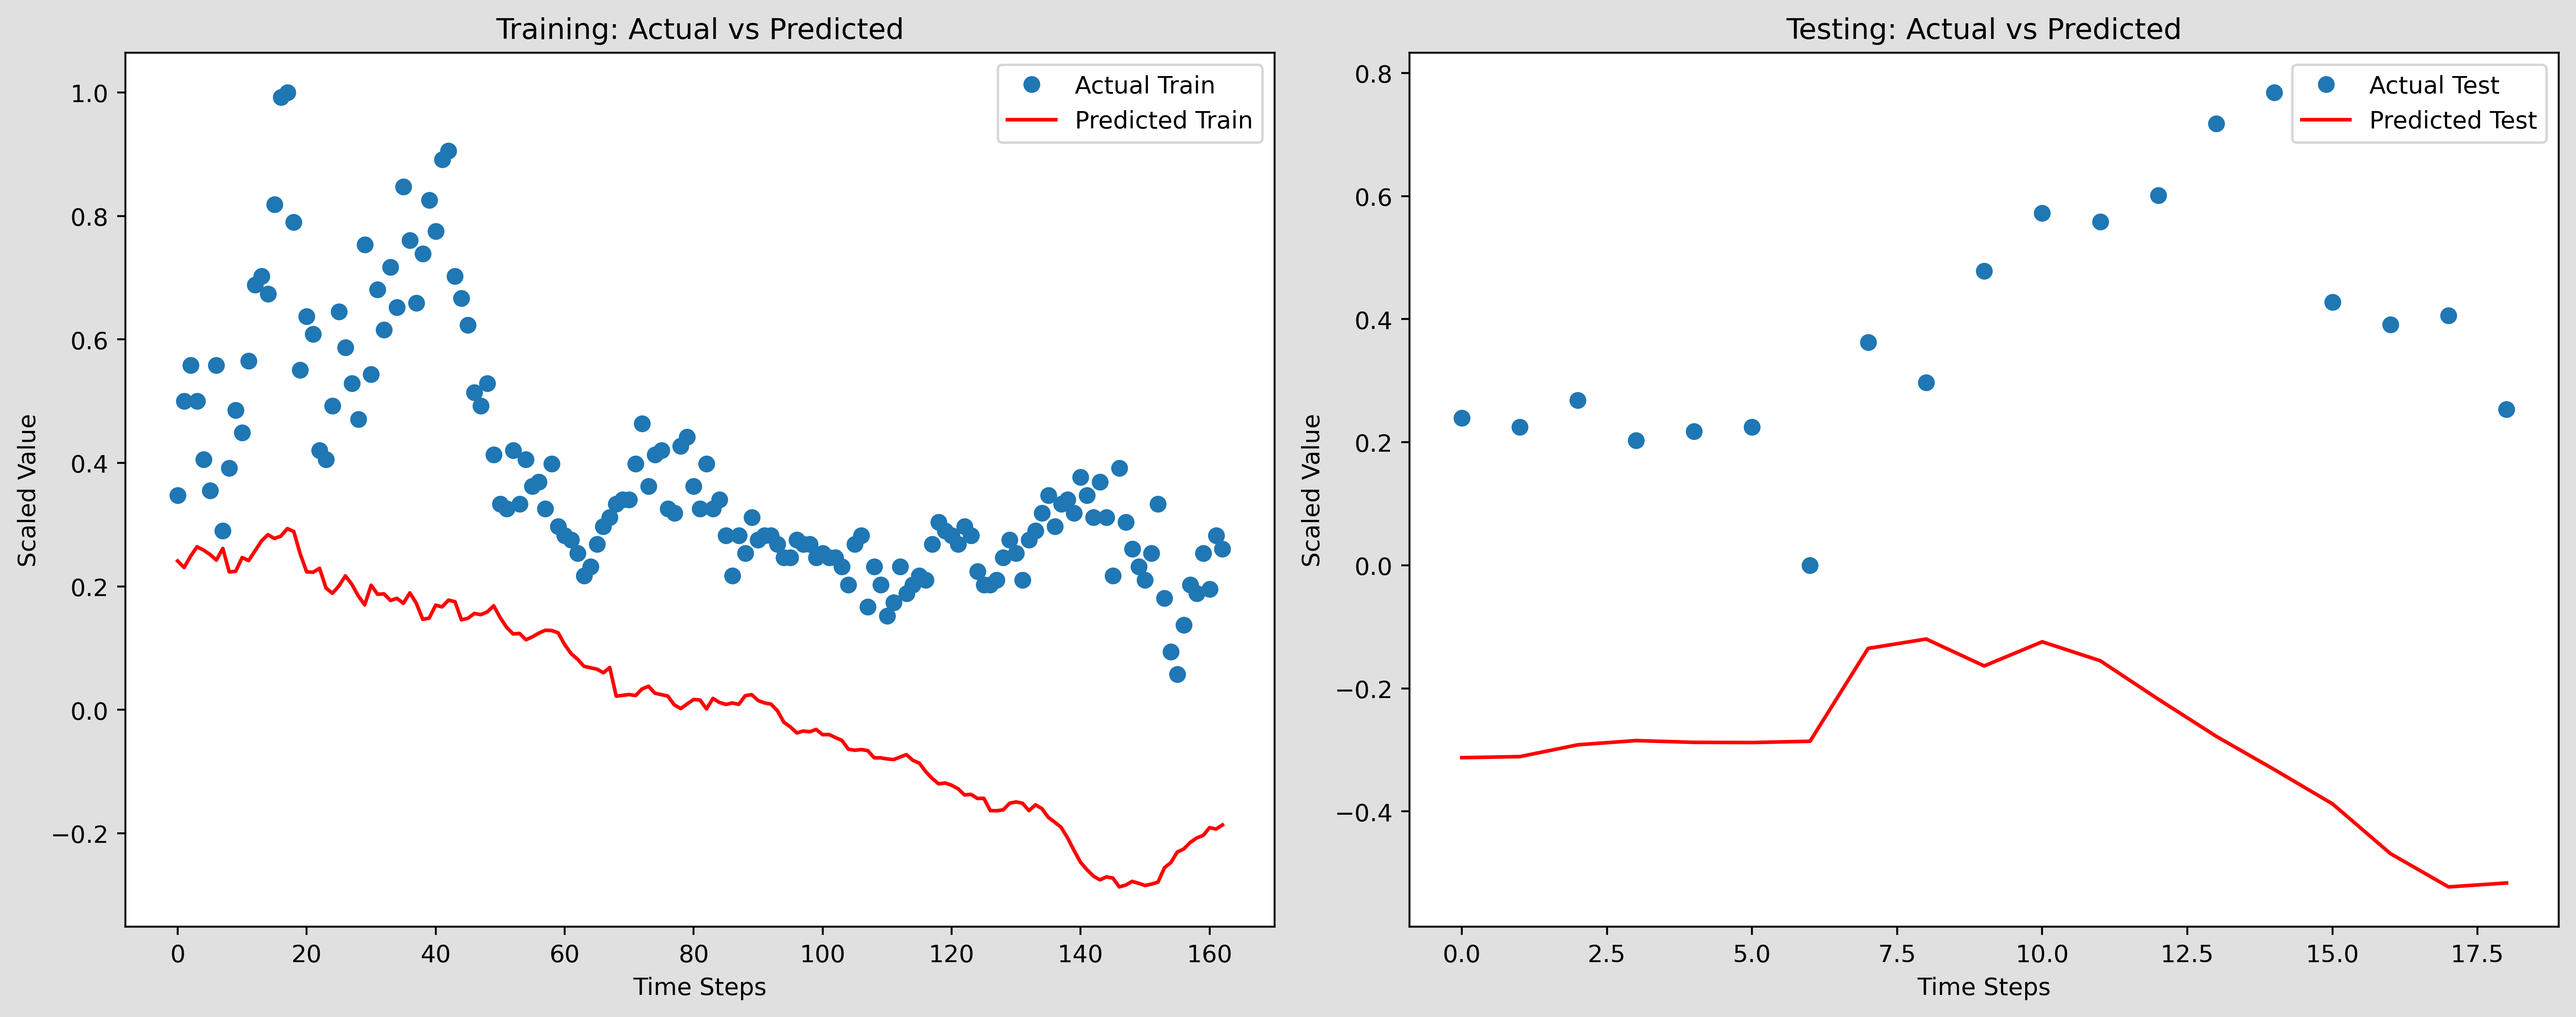 Training: Actual vs Predicted
Actual Train
Predicted Train
1.0
0.8
0.6
0.4
0.2
0.0
−0.2
Scaled Value
0 20 40 60 80 100 120 140 160
Time Steps
Testing: Actual vs Predicted
Actual Test
Predicted Test
0.8
0.6
0.4
0.2
0.0
−0.2
−0.4
Scaled Value
0.0 2.5 5.0 7.5 10.0 12.5 15.0 17.5
Time Steps